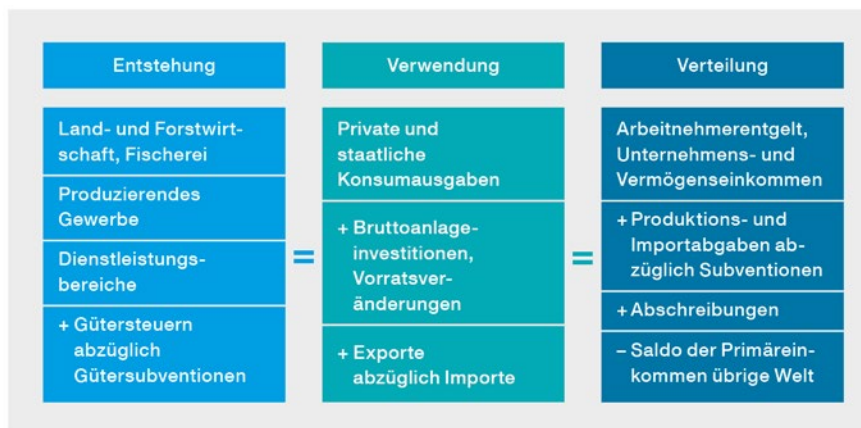 Entstehung
Land- und Forstwirt-
schaft, Fischerei
Produzierendes
Gewerbe
Dienstleistungs-
bereiche
+ Gütersteuern
abzüglich
Gütersubventionen
=
Verwendung
Private und
staatliche
Konsumausgaben
+ Bruttoanlage-
investitionen,
Vorratsver-
änderungen
+ Exporte
abzüglich Importe
=
Verteilung
Arbeitnehmerentgelt,
Unternehmens- und
Vermögenseinkommen
+ Produktions- und
Importabgaben ab-
züglich Subventionen
+ Abschreibungen
– Saldo der Primärein-
kommen übrige Welt